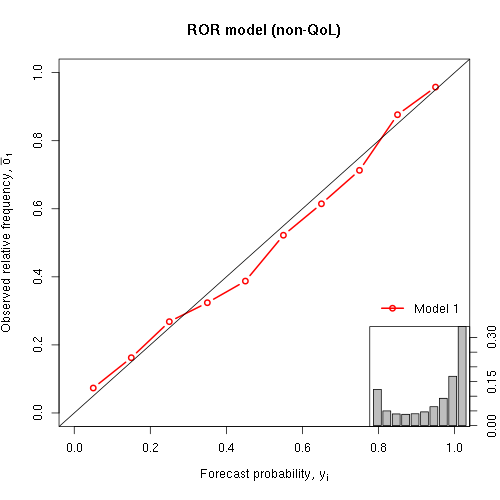 ROR model (non-QoL)
Observed relative frequency, o̅₁
1.0
0.8
0.6
0.4
0.2
0.0
Model 1
0.30
0.15
0.00
0.0 0.2 0.4 0.6 0.8 1.0
Forecast probability, yᵢ